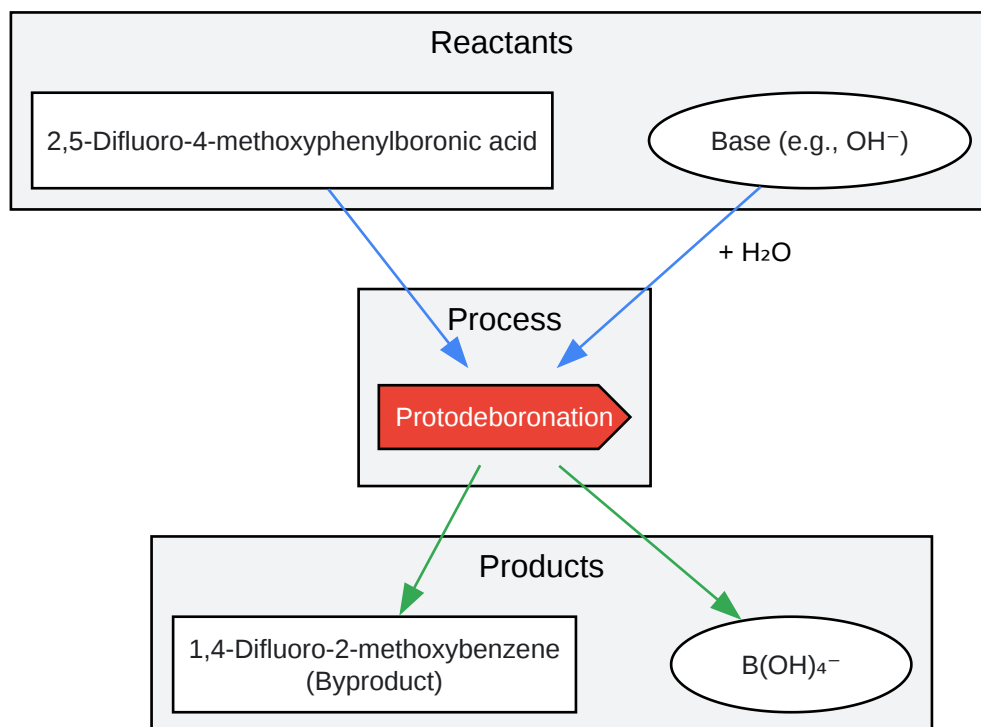 Reactants
2,5-Difluoro-4-methoxyphenylboronic acid
Base (e.g., OH⁻)
+ H₂O
Process
Protodeboronation
Products
1,4-Difluoro-2-methoxybenzene
(Byproduct)
B(OH)₄⁻